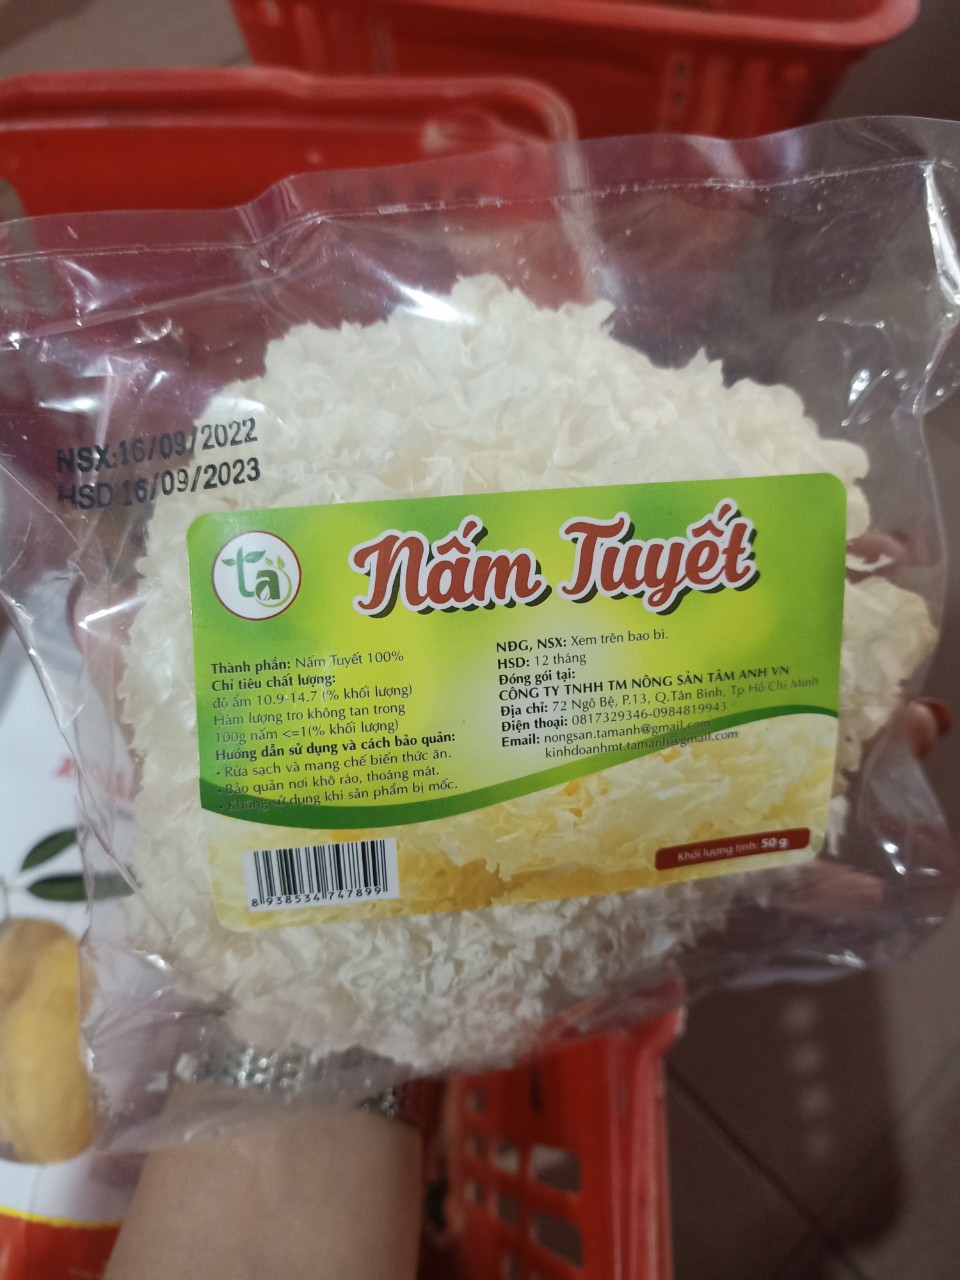 NSX:16/09/2022
HSD:16/09/2023
ta
Nấm Tuyết
Thành phần: Nấm Tuyết 100%
Chỉ tiêu chất lượng:
độ ẩm 10.9-14.7 (% khối lượng)
Hàm lượng tro không tan trong
100g nấm <=1(% khối lượng)
Hướng dẫn sử dụng và cách bảo quản:
• Rửa sạch và mang chế biến thức ăn.
• Bảo quản nơi khô ráo, thoáng mát.
• Không sử dụng khi sản phẩm bị mốc.
NĐG, NSX: Xem trên bao bì.
HSD: 12 tháng
Đóng gói tại:
CÔNG TY TNHH TM NÔNG SẢN TÂM ANH VN
Địa chỉ: 72 Ngô Bệ, P.13, Q.Tân Bình, Tp Hồ Chí Minh
Điện thoại: 0817329346-0984819943
Email: nongsan.tamanh@gmail.com
kinhdoanhmt.tamanh@gmail.com
8 938534 747899
Khối lượng tịnh: 50 g